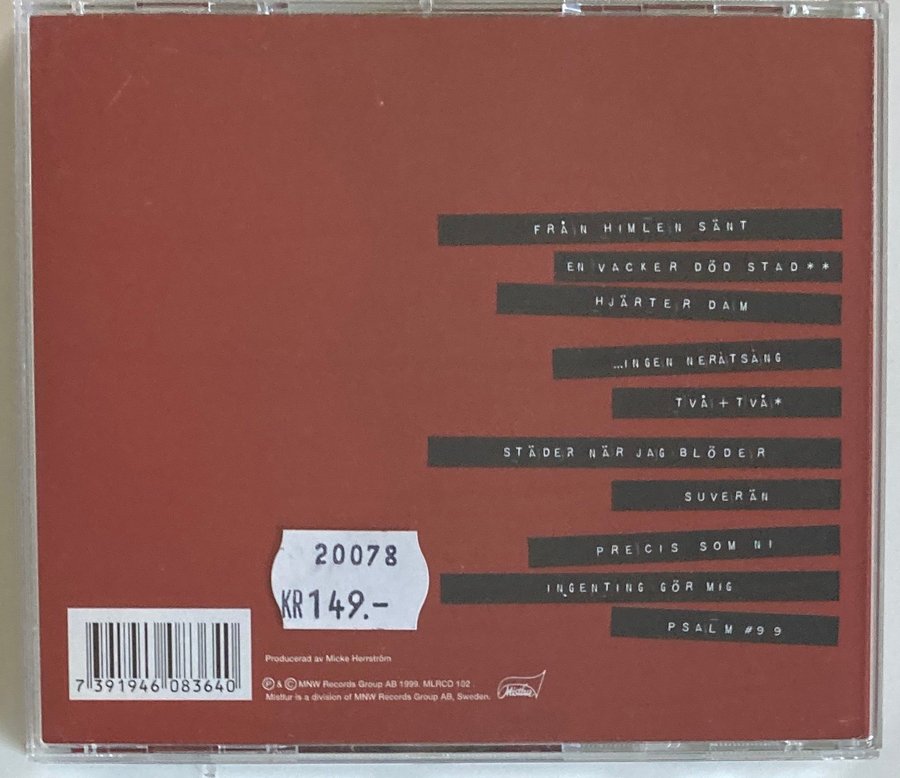 FRÅN HIMLEN SÄNT
EN VACKER DÖD STAD**
HJÄRTER DAM
...INGEN NERÅTSÅNG
TVÅ+TVÅ*
STÄDER NÄR JAG BLÖDER
SUVERÄN
PRECIS SOM NI
INGENTING GÖR MIG
PSALM #99
20078
KR149.-
7 391946 083640
Producerad av Micke Herrström
Ⓟ & © MNW Records Group AB 1999. MLRCD 102 .
Mistlur is a division of MNW Records Group AB, Sweden.
Mistlur